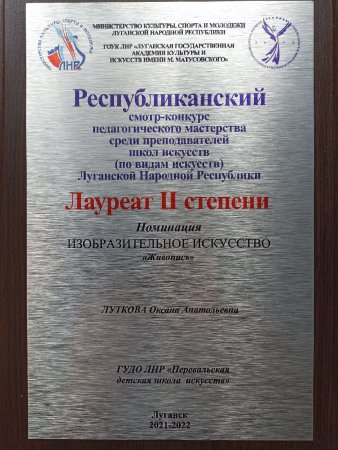 МИНИСТЕРСТВО КУЛЬТУРЫ, СПОРТА И МОЛОДЕЖИ
ЛУГАНСКОЙ НАРОДНОЙ РЕСПУБЛИКИ
ГОУК ЛНР «ЛУГАНСКАЯ ГОСУДАРСТВЕННАЯ
АКАДЕМИЯ КУЛЬТУРЫ И
ИСКУССТВ ИМЕНИ М. МАТУСОВСКОГО»
ЛНР
Республиканский
смотр-конкурс
педагогического мастерства
среди преподавателей
школ искусств
(по видам искусств)
Луганской Народной Республики
Лауреат II степени
Номинация
ИЗОБРАЗИТЕЛЬНОЕ ИСКУССТВО
«Живопись»
ЛУТКОВА Оксана Анатольевна
ГУДО ЛНР «Перевальская
детская школа искусств»
Луганск
2021-2022